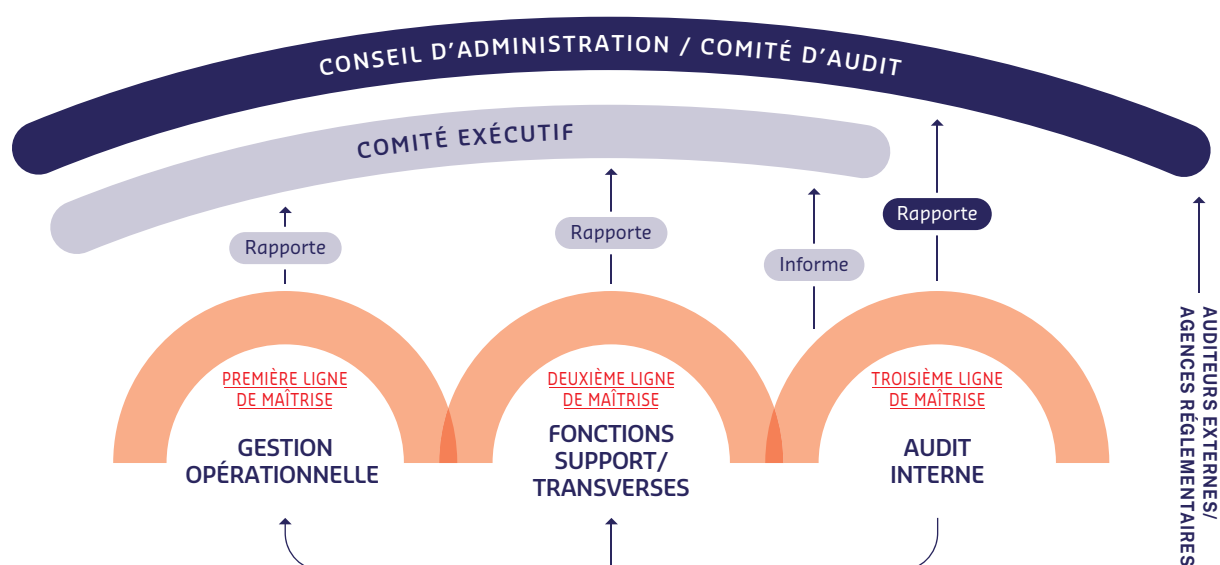 CONSEIL D'ADMINISTRATION / COMITÉ D'AUDIT
COMITÉ EXÉCUTIF
Rapporte
Rapporte
Informe
Rapporte
PREMIÈRE LIGNE
DE MAÎTRISE
GESTION
OPÉRATIONNELLE
DEUXIÈME LIGNE
DE MAÎTRISE
FONCTIONS
SUPPORT/
TRANSVERSES
TROISIÈME LIGNE
DE MAÎTRISE
AUDIT
INTERNE
AUDITEURS EXTERNES/
AGENCES RÉGLEMENTAIRES